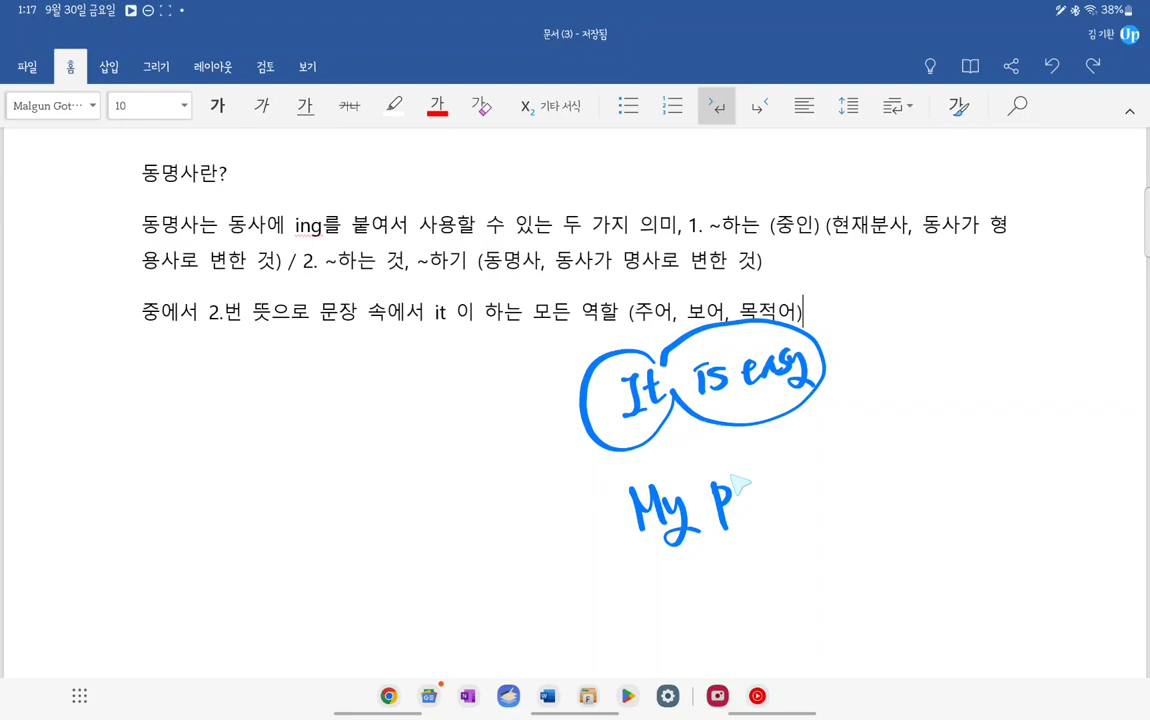 1:17 9월 30일 금요일 38%
문서 (3) - 저장됨
김 기환 Up
파일 홈 삽입 그리기 레이아웃 검토 보기
Malgun Got··· 10 가 가 가 가나 가 가 X₂ 기타 서식 가
동명사란?
동명사는 동사에 ing를 붙여서 사용할 수 있는 두 가지 의미, 1. ~하는 (중인) (현재분사, 동사가 형
용사로 변한 것) / 2. ~하는 것, ~하기 (동명사, 동사가 명사로 변한 것)
중에서 2.번 뜻으로 문장 속에서 it 이 하는 모든 역할 (주어, 보어, 목적어)
It is easy
My P